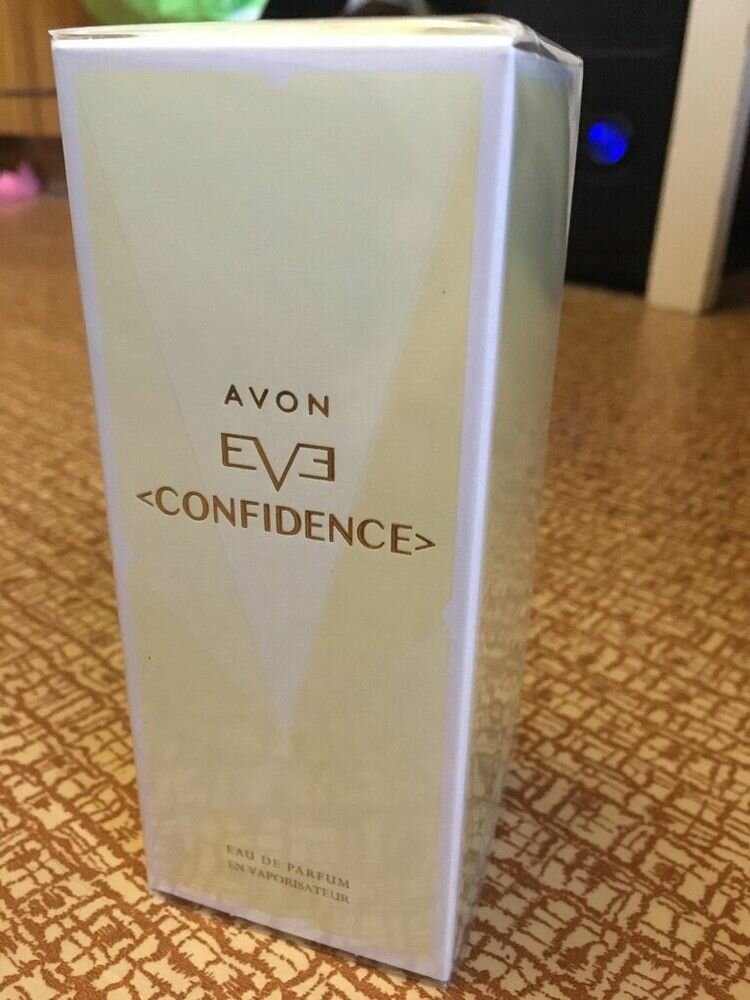 AVON
EVE
<CONFIDENCE>
EAU DE PARFUM
EN VAPORISATEUR